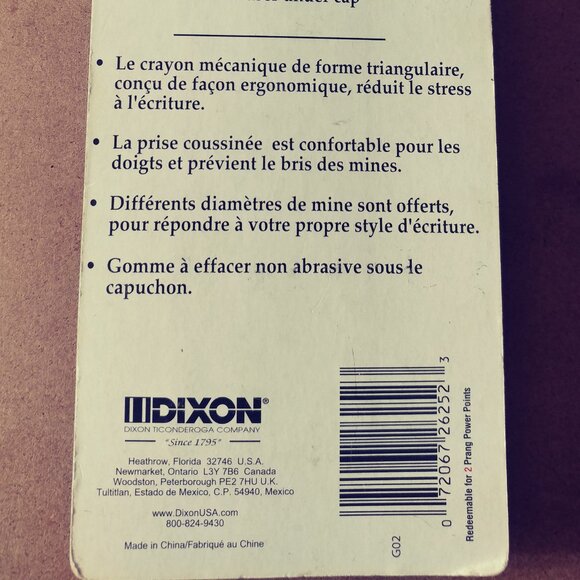 under cap
• Le crayon mécanique de forme triangulaire,
conçu de façon ergonomique, réduit le stress
à l'écriture.
• La prise coussinée est confortable pour les
doigts et prévient le bris des mines.
• Différents diamètres de mine sont offerts,
pour répondre à votre propre style d'écriture.
• Gomme à effacer non abrasive sous le
capuchon.
DIXON®
DIXON TICONDEROGA COMPANY
"Since 1795"
Heathrow, Florida 32746 U.S.A.
Newmarket, Ontario L3Y 7B6 Canada
Woodston, Peterborough PE2 7HU U.K.
Tultitlan, Estado de Mexico, C.P. 54940, Mexico
www.DixonUSA.com
800-824-9430
Made in China/Fabriqué au Chine
G02
0 72067 26252 3
Redeemable for 2 Prang Power Points